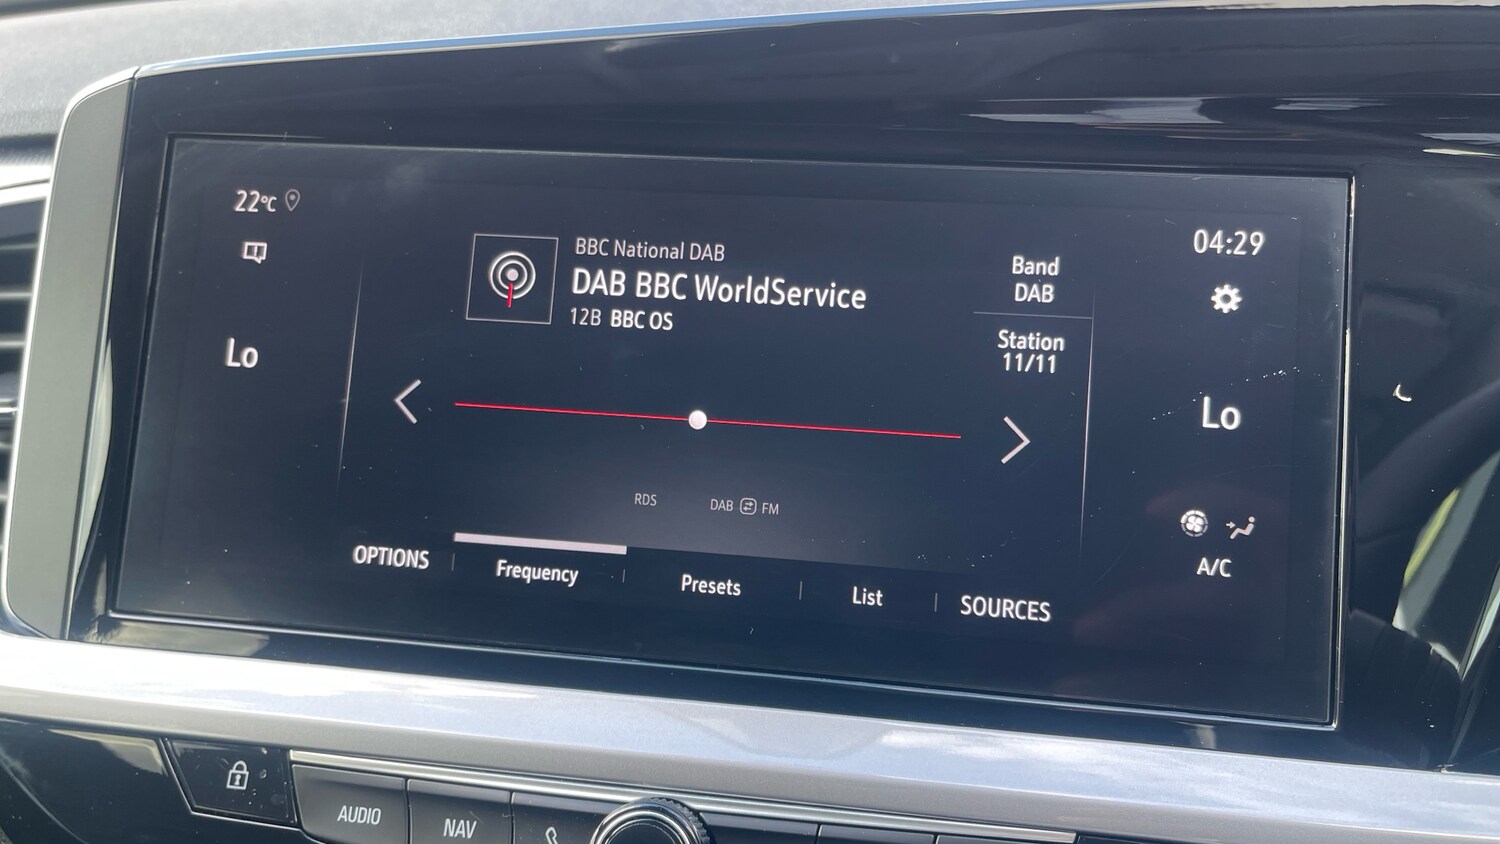 22°C
Lo
BBC National DAB
DAB BBC WorldService
12B BBC OS
Band
DAB
Station
11/11
04:29
Lo
A/C
RDS
DAB FM
OPTIONS
Frequency
Presets
List
SOURCES
AUDIO
NAV